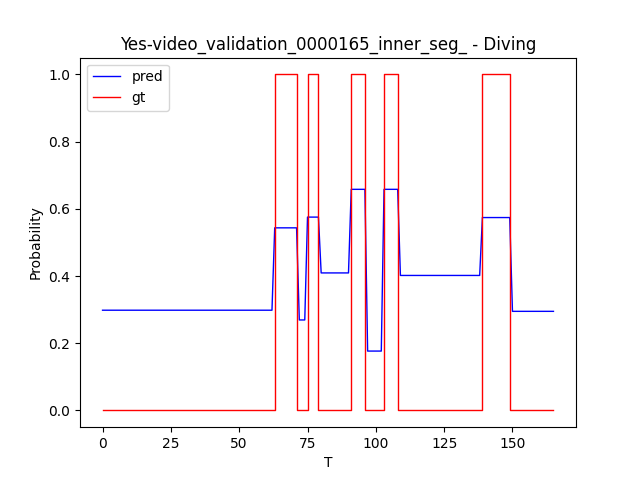 Yes-video_validation_0000165_inner_seg_ - Diving
pred
gt
1.0
0.8
0.6
0.4
0.2
0.0
Probability
0
25
50
75
100
125
150
T